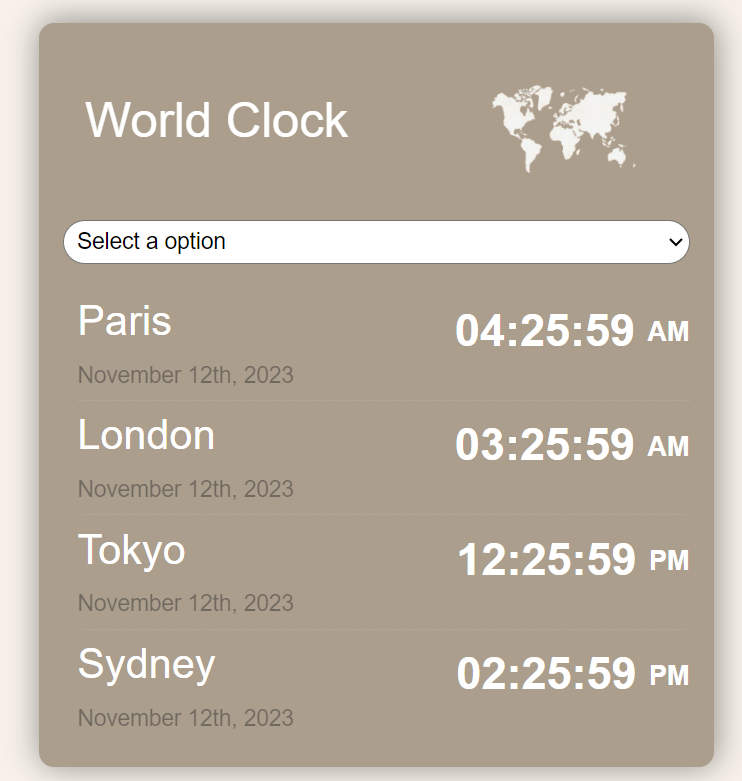 World Clock
Select a option
Paris
04:25:59 AM
November 12th, 2023
London
03:25:59 AM
November 12th, 2023
Tokyo
12:25:59 PM
November 12th, 2023
Sydney
02:25:59 PM
November 12th, 2023